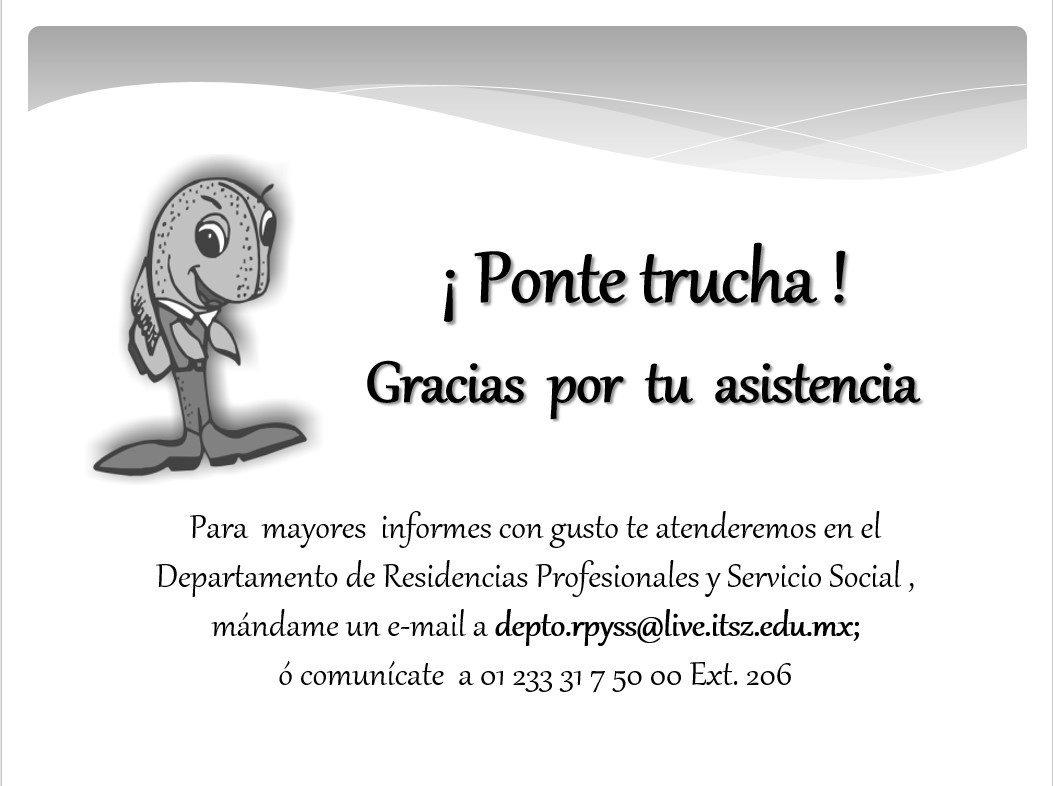 ¡ Ponte trucha !
Gracias por tu asistencia
Para mayores informes con gusto te atenderemos en el
Departamento de Residencias Profesionales y Servicio Social ,
mándame un e-mail a depto.rpyss@live.itsz.edu.mx;
ó comunícate a 01 233 31 7 50 00 Ext. 206